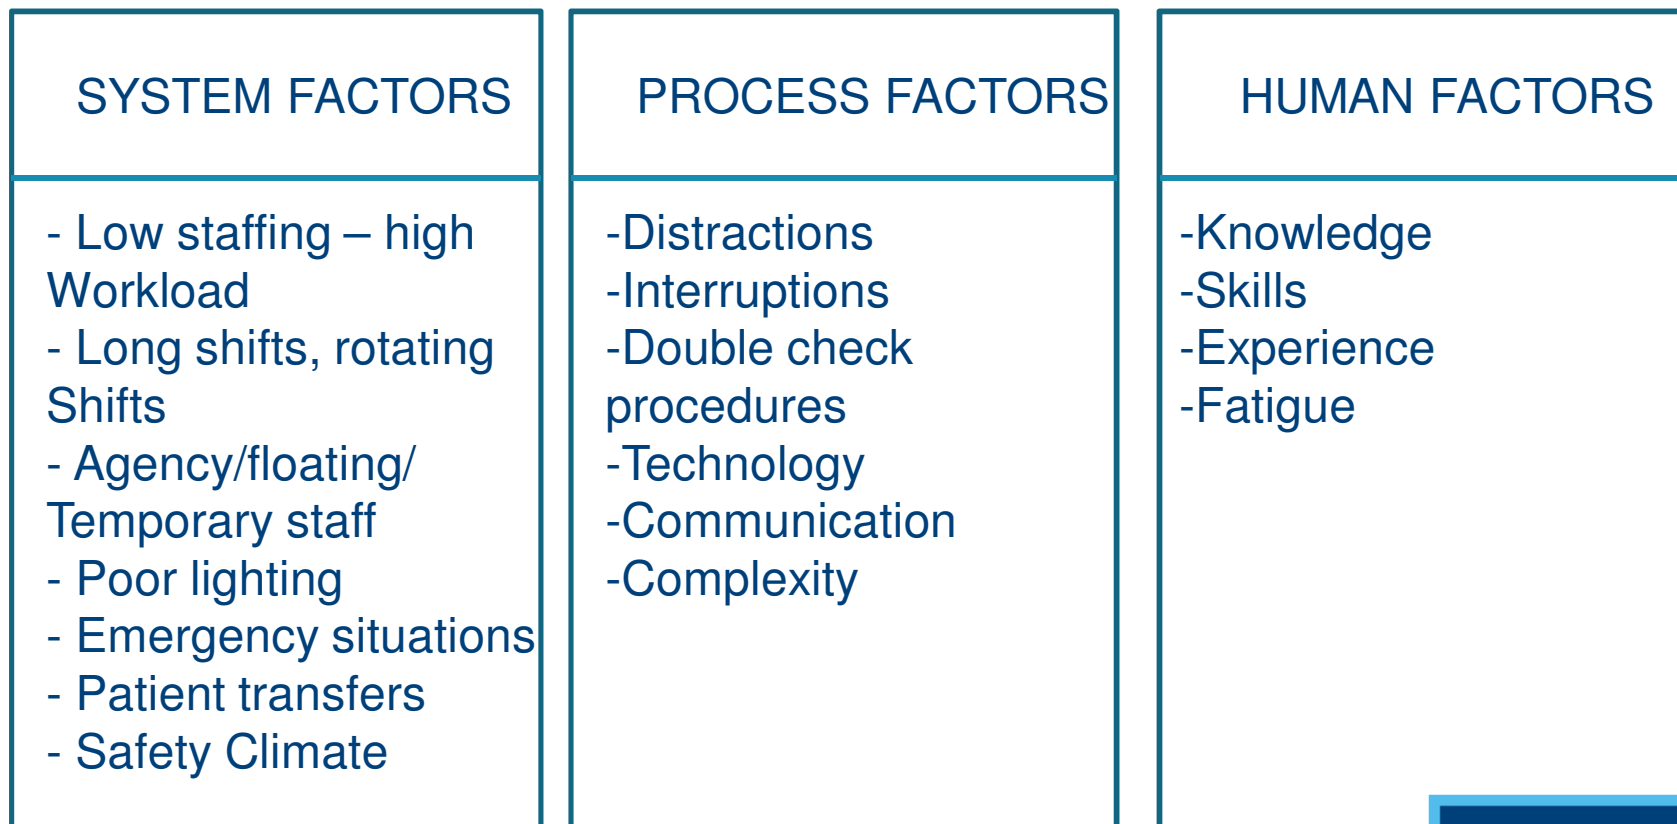 SYSTEM FACTORS
- Low staffing – high
Workload
- Long shifts, rotating
Shifts
- Agency/floating/
Temporary staff
- Poor lighting
- Emergency situations
- Patient transfers
- Safety Climate
PROCESS FACTORS
-Distractions
-Interruptions
-Double check
procedures
-Technology
-Communication
-Complexity
HUMAN FACTORS
-Knowledge
-Skills
-Experience
-Fatigue